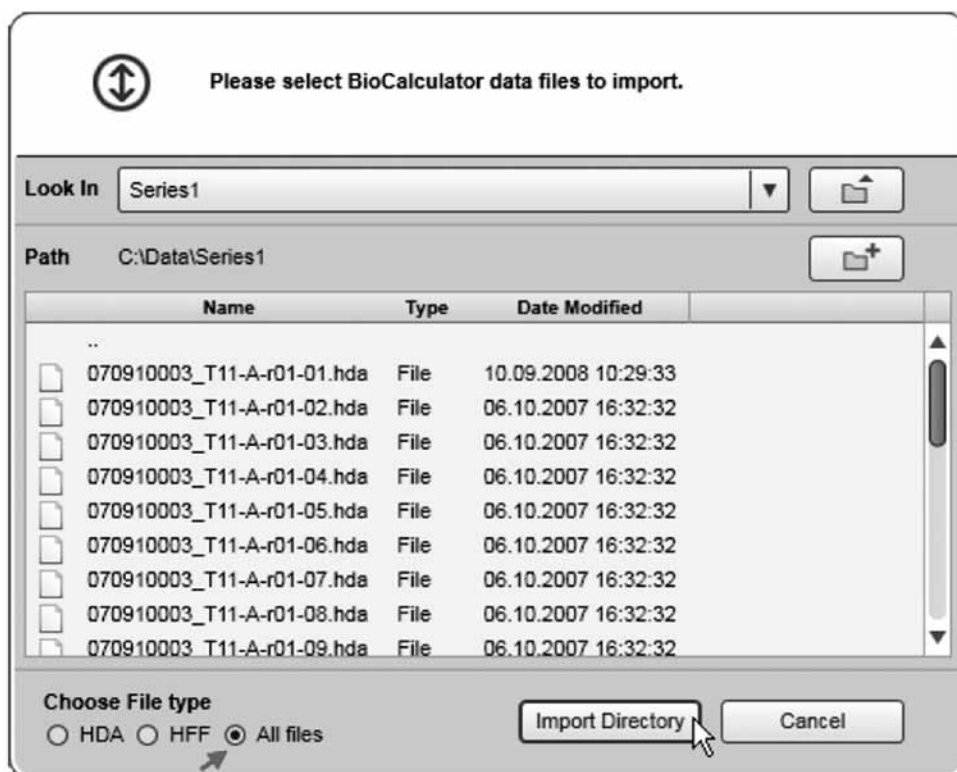 Please select BioCalculator data files to import.
Look In Series1
Path C:\Data\Series1
Name Type Date Modified
..
070910003_T11-A-r01-01.hda File 10.09.2008 10:29:33
070910003_T11-A-r01-02.hda File 06.10.2007 16:32:32
070910003_T11-A-r01-03.hda File 06.10.2007 16:32:32
070910003_T11-A-r01-04.hda File 06.10.2007 16:32:32
070910003_T11-A-r01-05.hda File 06.10.2007 16:32:32
070910003_T11-A-r01-06.hda File 06.10.2007 16:32:32
070910003_T11-A-r01-07.hda File 06.10.2007 16:32:32
070910003_T11-A-r01-08.hda File 06.10.2007 16:32:32
070910003_T11-A-r01-09.hda File 06.10.2007 16:32:32
Choose File type
HDA HFF All files
Import Directory Cancel